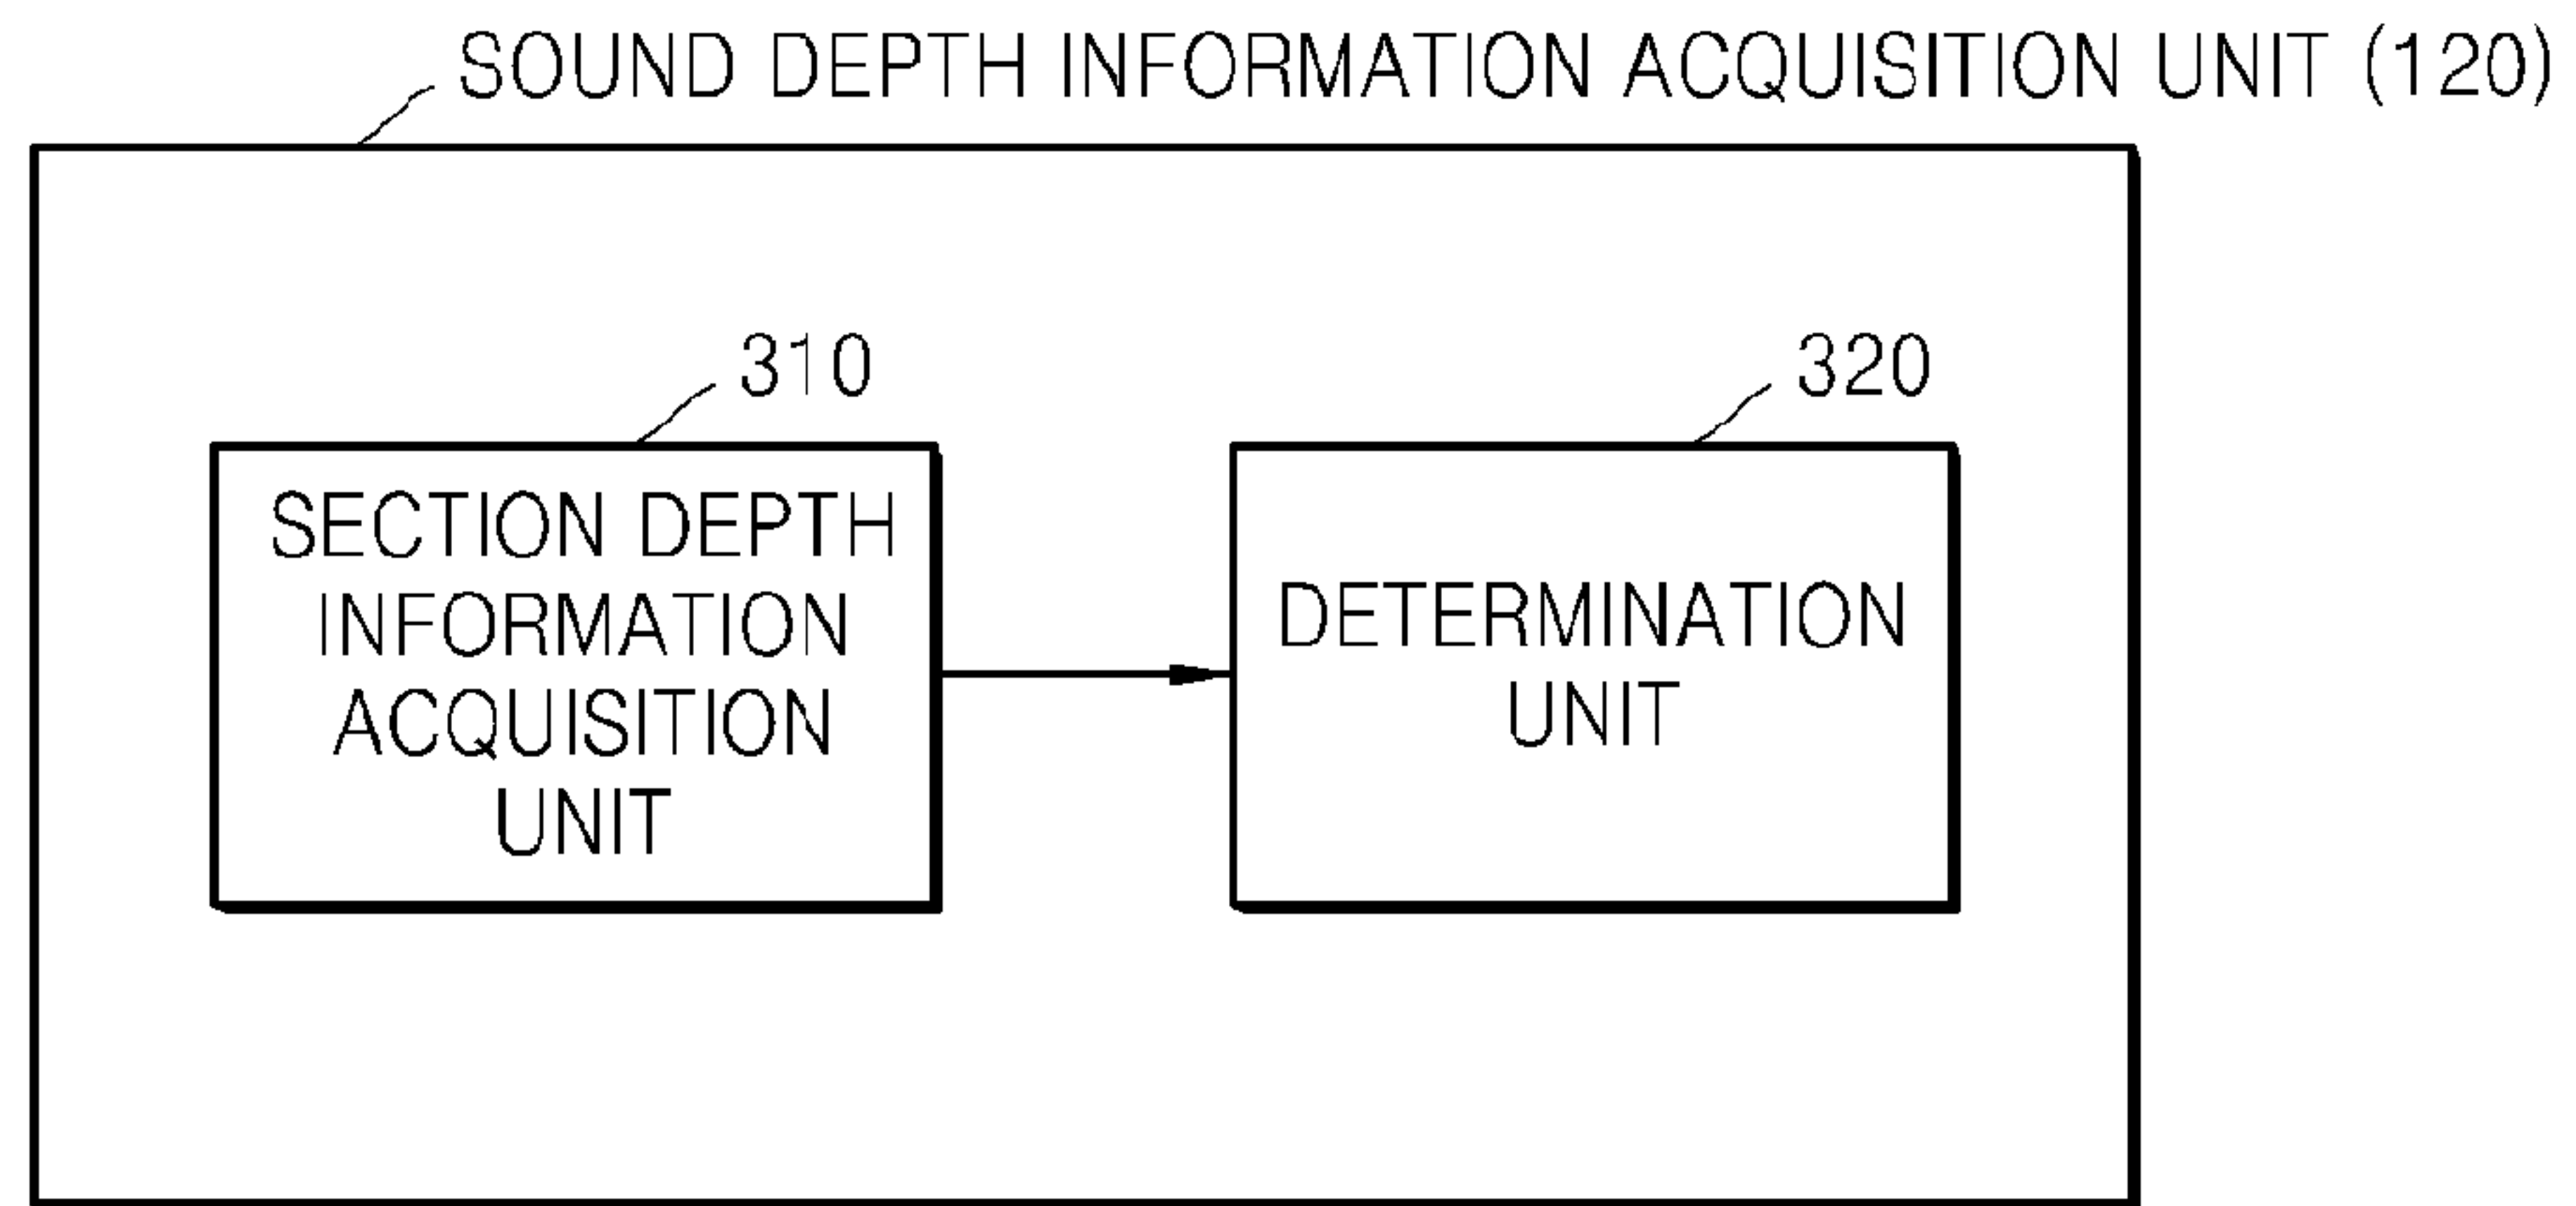 SOUND DEPTH INFORMATION ACQUISITION UNIT (120)
310
SECTION DEPTH
INFORMATION
ACQUISITION
UNIT
320
DETERMINATION
UNIT